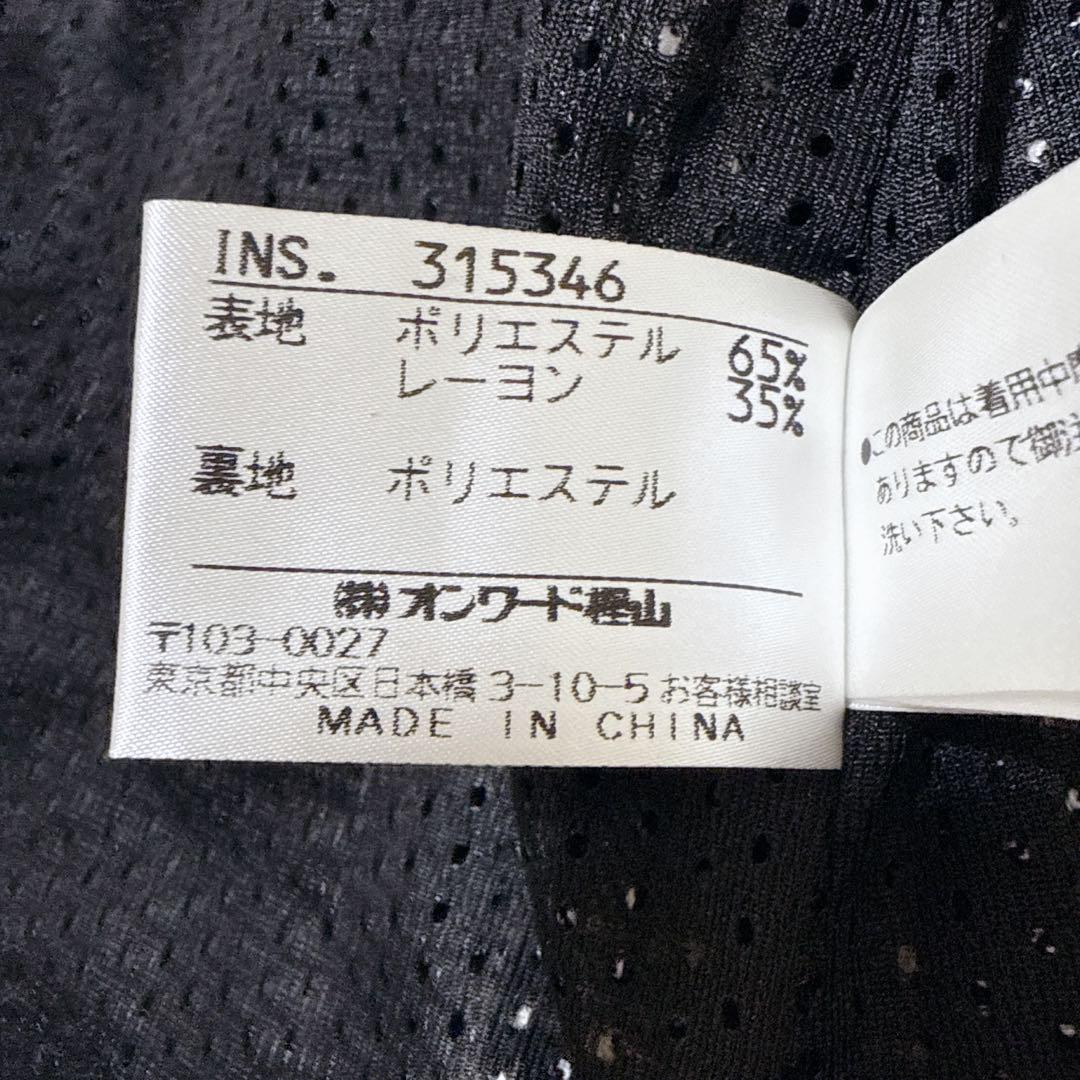 INS. 315346
表地 ポリエステル 65%
レーヨン 35%
裏地 ポリエステル
㈱オンワード樫山
〒103-0027
東京都中央区日本橋3-10-5お客様相談室
MADE IN CHINA
●この商品は着用中
ありますので御注
洗い下さい。